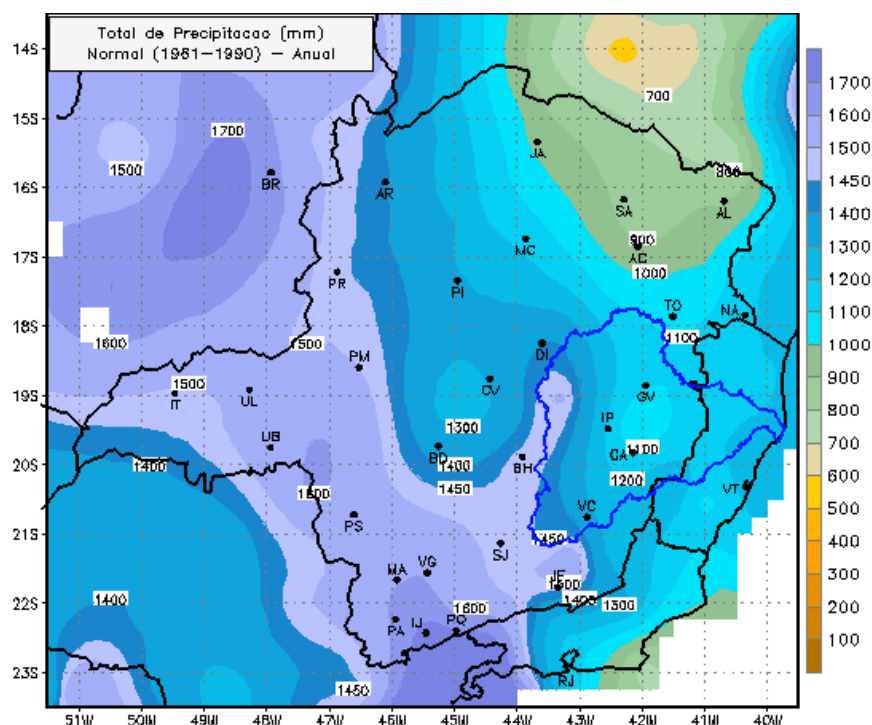 Total de Precipitacao (mm)
Normal (1961−1990) − Anual
14S
15S
16S
17S
18S
19S
20S
21S
22S
23S
51W
50W
49W
48W
47W
46W
45W
44W
43W
42W
41W
40W
1700
1600
1500
1450
1400
1300
1200
1100
1000
900
800
700
600
500
400
300
200
100
700
1700
1500
JA
BR
AR
SA
AL
MC
900
AC
1000
PR
PI
TO
NA
1600
1500
1100
DI
PM
1500
IT
UL
CV
GV
1300
IP
UB
BD
1400
BH
1100
CA
1400
1450
1200
VT
1600
PS
VC
1450
SJ
MA
VG
JF
1500
1400
1300
1400
1600
PA
IJ
PQ
1450
1500
RJ